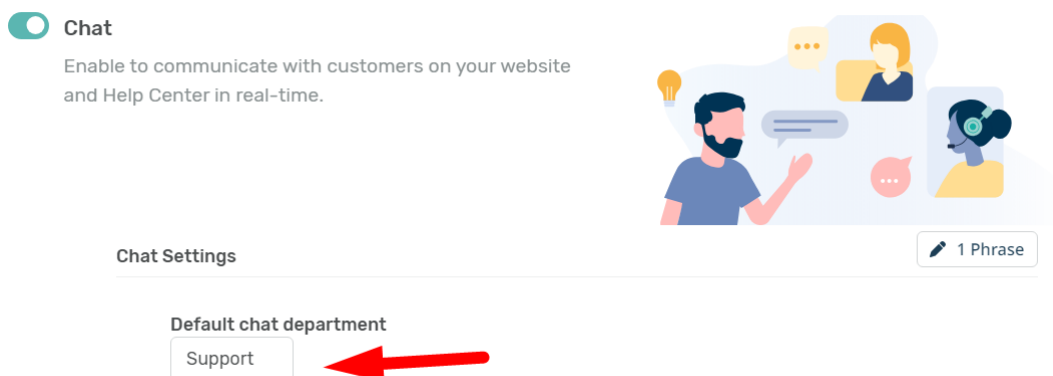 Chat
Enable to communicate with customers on your website
and Help Center in real-time.
Chat Settings
1 Phrase
Default chat department
Support